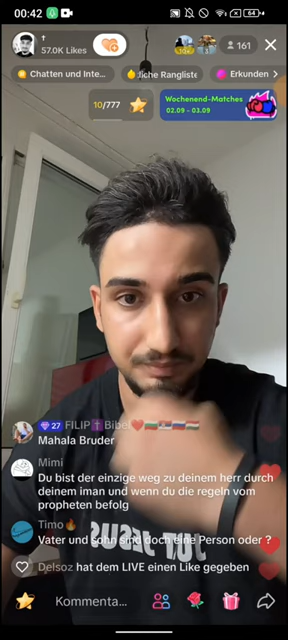 00:42
64
†
57.0K Likes
161
Chatten und Inte...
liche Rangliste
Erkunden
10/777
Wochenend-Matches
02.09 - 03.09
27 FILIP✝️Bibel❤️🇧🇬🇷🇸🇷🇺🇭🇺
Mahala Bruder
Mimi
Du bist der einzige weg zu deinem herr durch
deinem iman und wenn du die regeln vom
propheten befolg
Timo🔥
Vater und sohn sind doch eine Person oder ?
JESUS
Delsoz hat dem LIVE einen Like gegeben
Kommenta...